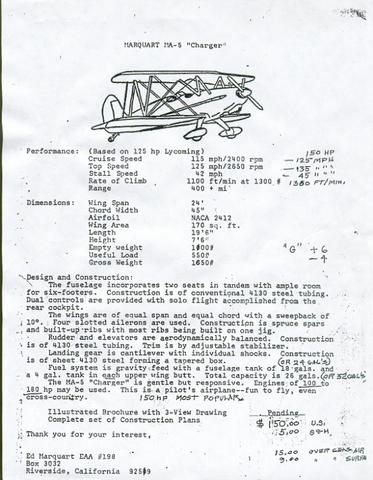 MARQUART MA-5 "Charger"
Performance: (Based on 125 hp Lycoming) 150 HP
Cruise Speed 115 mph/2400 rpm — 125 MPH
Top Speed 125 mph/2650 rpm — 135 " "
Stall Speed 42 mph — 45 " "
Rate of Climb 1100 ft/min at 1300 # 1300 FT/MIN.
Range 400 + mi
Dimensions: Wing Span 24'
Chord Width 45"
Airfoil NACA 2412
Wing Area 170 sq. ft.
Length 19'6"
Height 7'6"
Empty weight 1000# "G" + 6
Useful Load 550# – 4
Gross Weight 1650#
Design and Construction:
The fuselage incorporates two seats in tandem with ample room
for six-footers. Construction is of conventional 4130 steel tubing.
Dual controls are provided with solo flight accomplished from the
rear cockpit.
The wings are of equal span and equal chord with a sweepback of
10°. Four slotted ailerons are used. Construction is spruce spars
and built-up ribs with most ribs being built on one jig.
Rudder and elevators are aerodynamically balanced. Construction
is of 4130 steel tubing. Trim is by adjustable stabilizer.
Landing gear is cantiliver with individual shocks. Construction
is of sheet 4130 steel forming a tapered box. (OR 24 GALS)
Fuel system is gravity feed with a fuselage tank of 18 gals. and
a 4 gal. tank in each upper wing butt. Total capacity is 26 gals. (OR 32 GALS)
The MA-5 "Charger" is gentle but responsive. Engines of 100 to
180 hp may be used. This is a pilot's airplane--fun to fly, even
cross-country. 150 HP MOST POPULAR
Illustrated Brochure with 3-View Drawing Pending
Complete set of Construction Plans $150.00 U.S.
Thank you for your interest, 5.00 S&H.
15.00 OVERSEAS AIR
Ed Marquart EAA #198 9.00 " SURFA
Box 3032
Riverside, California 92509